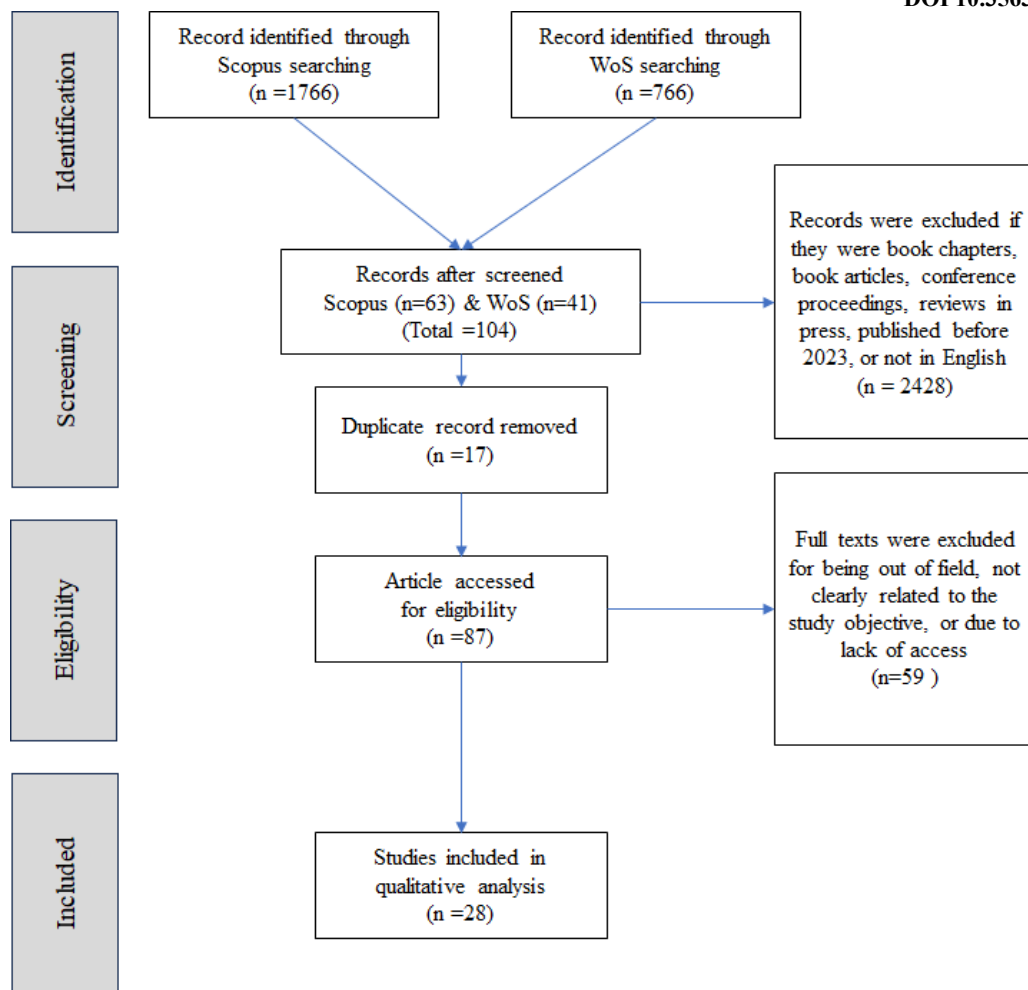 Identification
Record identified through
Scopus searching
(n =1766)
Record identified through
WoS searching
(n =766)
Records were excluded if
they were book chapters,
book articles, conference
proceedings, reviews in
press, published before
2023, or not in English
(n = 2428)
Screening
Records after screened
Scopus (n=63) & WoS (n=41)
(Total =104)
Duplicate record removed
(n =17)
Eligibility
Article accessed
for eligibility
(n =87)
Full texts were excluded
for being out of field, not
clearly related to the
study objective, or due to
lack of access
(n=59 )
Included
Studies included in
qualitative analysis
(n =28)